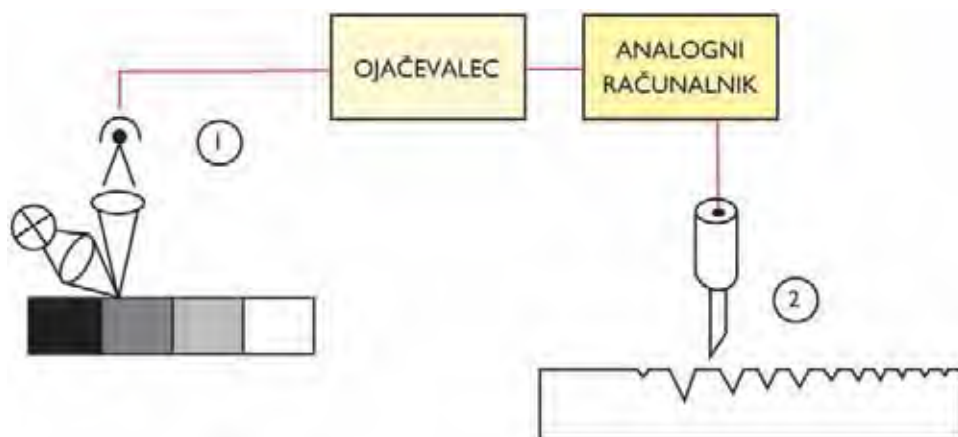 OJAČEVALEC
ANALOGNI
RAČUNALNIK
1
2